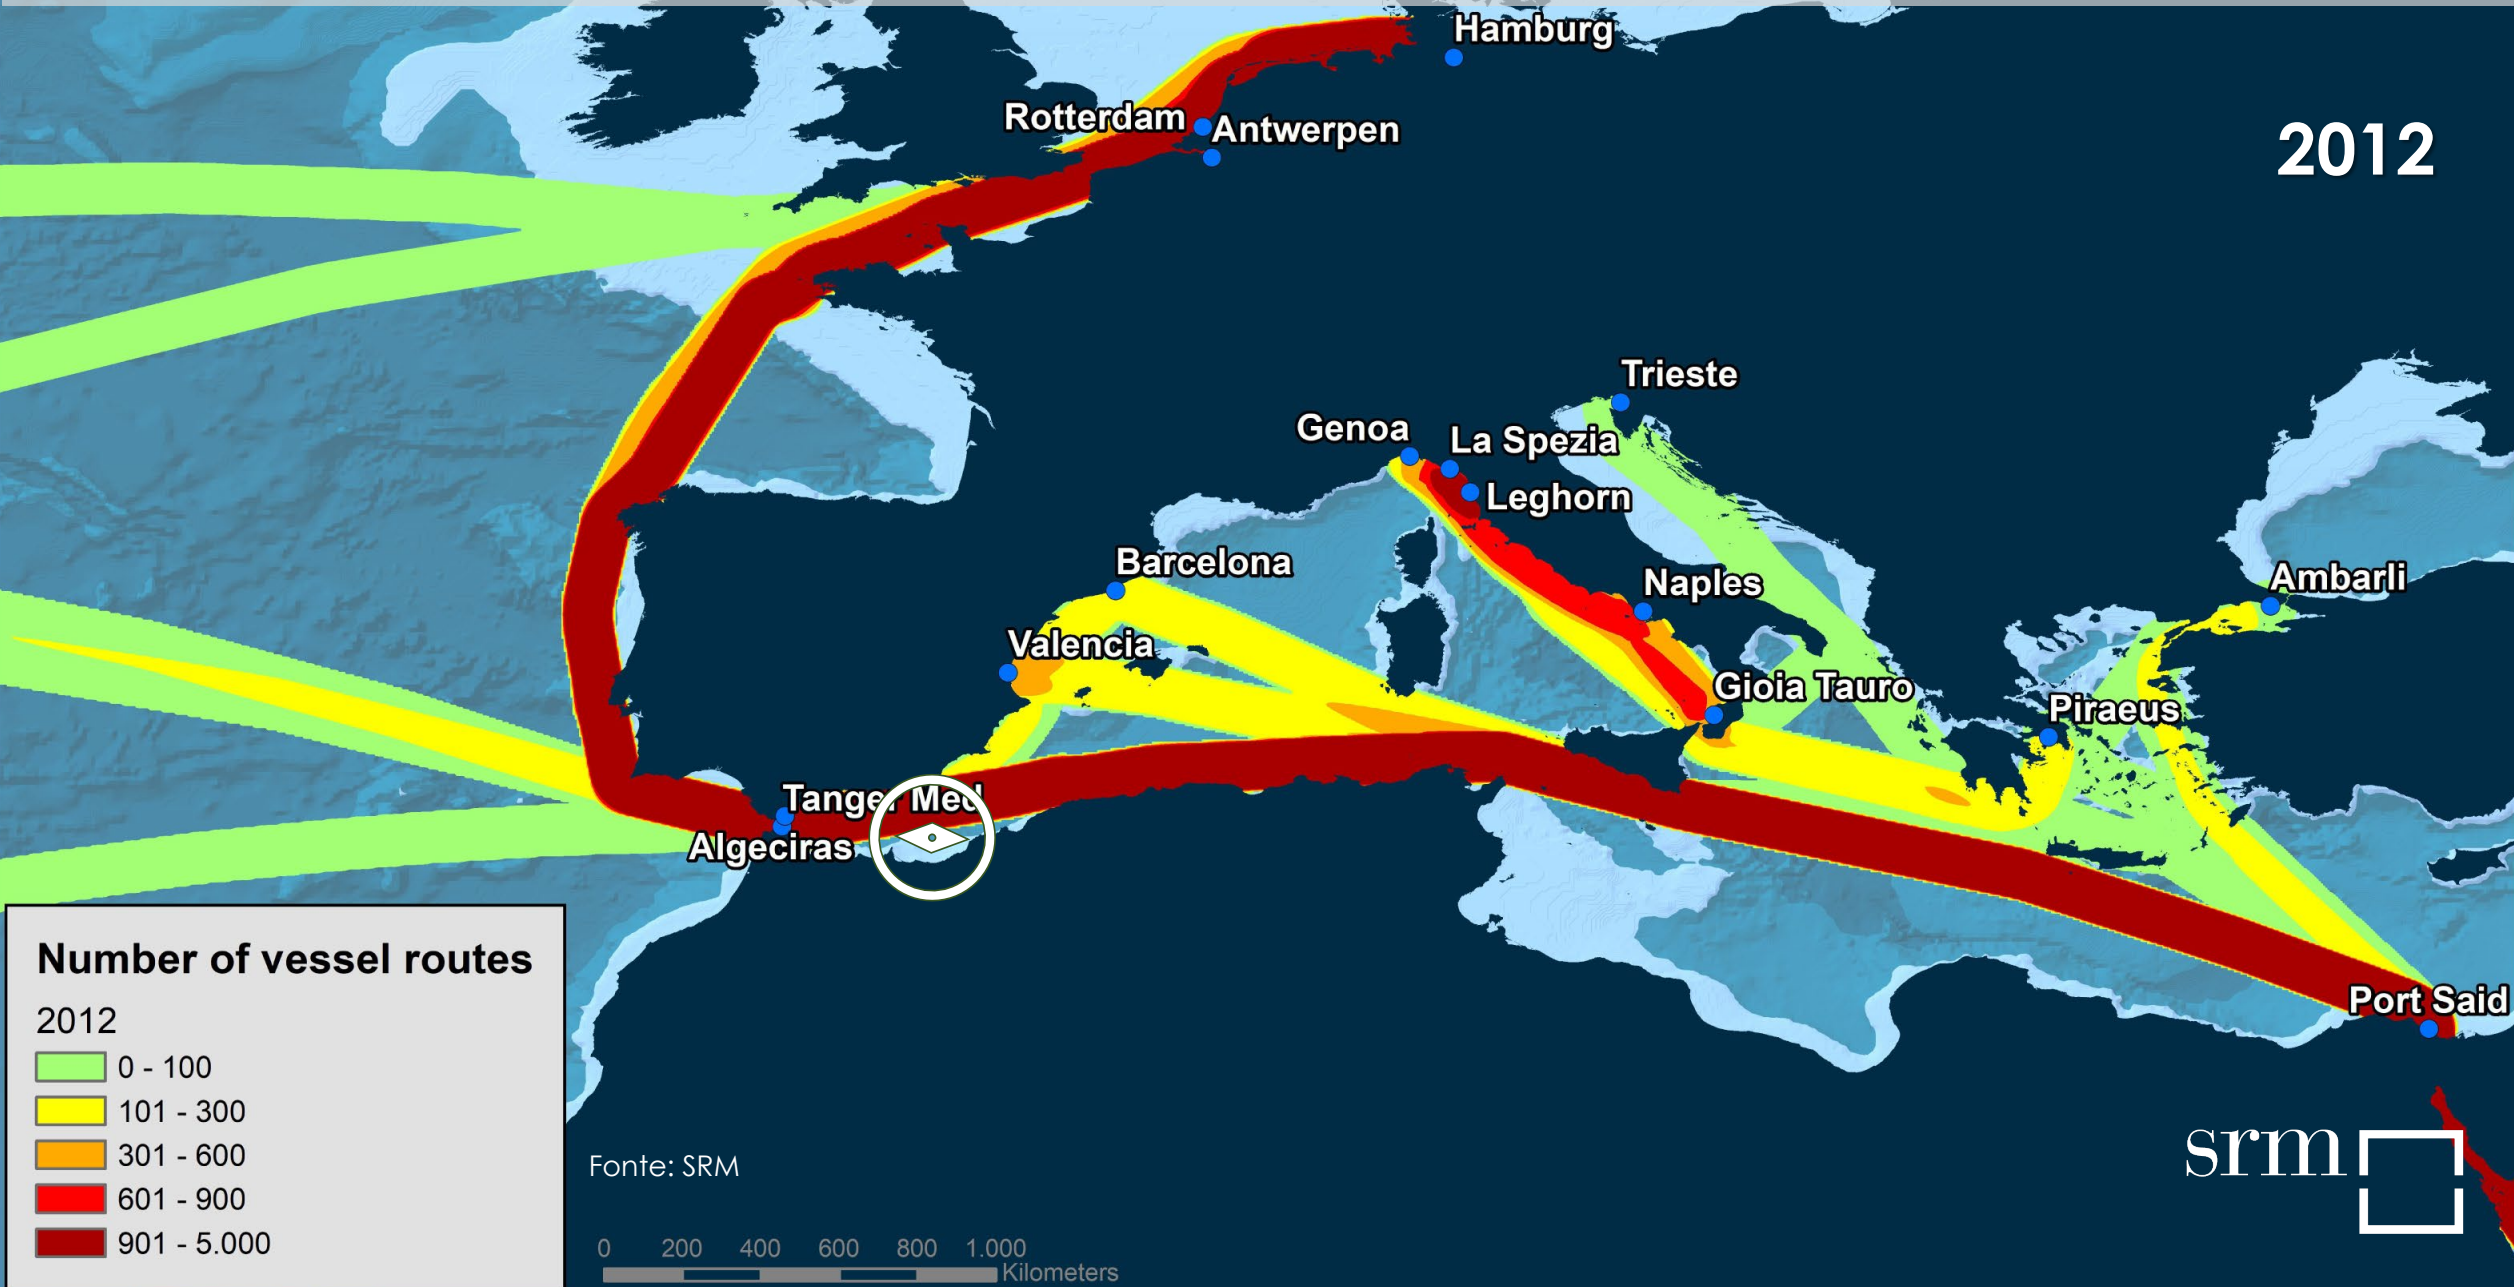 Hamburg
Rotterdam
Antwerpen
2012
Trieste
Genoa
La Spezia
Leghorn
Barcelona
Ambarli
Naples
Valencia
Gioia Tauro
Piraeus
Tanger Med
Algeciras
Port Said
Number of vessel routes
2012
0 - 100
101 - 300
301 - 600
601 - 900
901 - 5.000
Fonte: SRM
srm
0 200 400 600 800 1.000
Kilometers